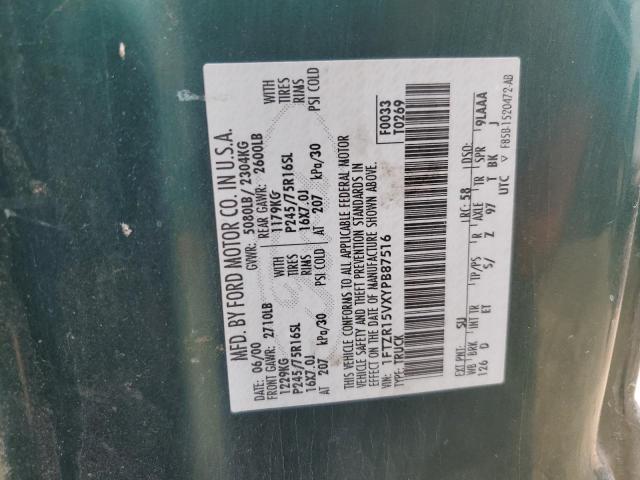 MFD. BY FORD MOTOR CO. IN U.S.A.
DATE: 06/00 GVWR: 5080LB/ 2304KG
FRONT GAWR: 2710LB REAR GAWR: 2600LB
1229KG 1179KG WITH
P245/75R16SL P245/75R16SL TIRES
16X7.0J 16X7.0J RIMS
AT 207 kPa/30 PSI COLD AT 207 kPa/30 PSI COLD
THIS VEHICLE CONFORMS TO ALL APPLICABLE FEDERAL MOTOR
VEHICLE SAFETY AND THEFT PREVENTION STANDARDS IN
EFFECT ON THE DATE OF MANUFACTURE SHOWN ABOVE.
VIN: 1FTZR15VXYPB87516 F0033
TYPE: TRUCK T0269
EXT PNT: SU RC: 58 DSO:
WB BRK INT TR TP/PS R AXLE TR SPR 9LAAA
126 D ET S/ Z 97 T BK J
UTC ▽ F85B-1520472-AB